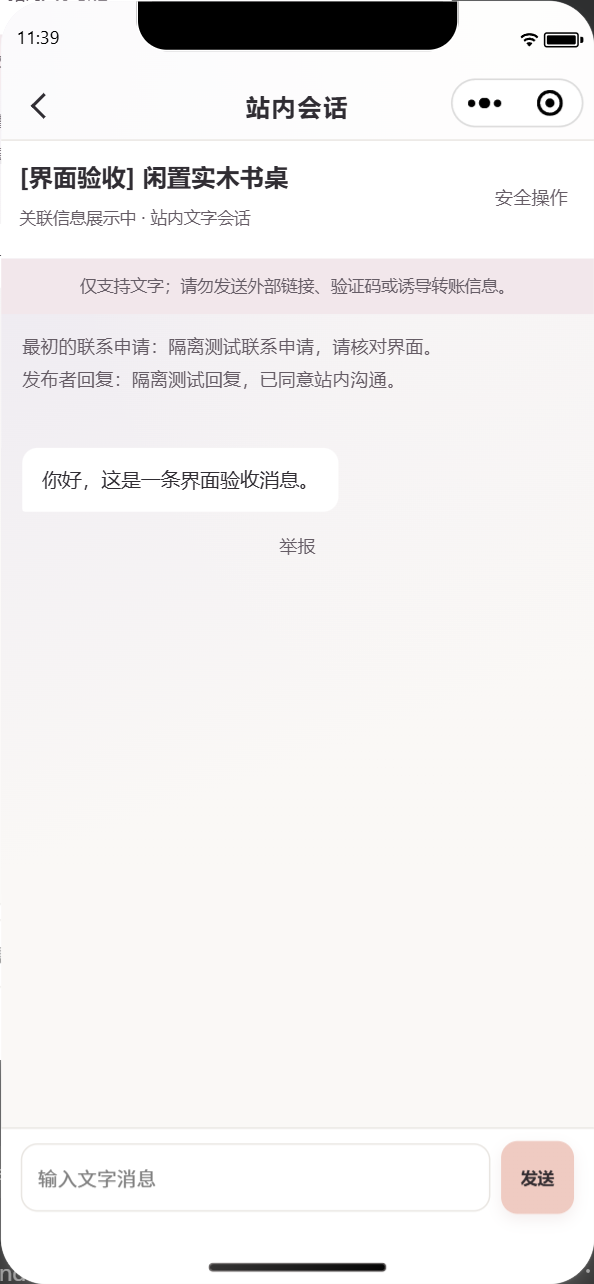 11:39
站内会话
[界面验收] 闲置实木书桌
安全操作
关联信息展示中 · 站内文字会话
仅支持文字；请勿发送外部链接、验证码或诱导转账信息。
最初的联系申请：隔离测试联系申请，请核对界面。
发布者回复：隔离测试回复，已同意站内沟通。
你好，这是一条界面验收消息。
举报
输入文字消息
发送